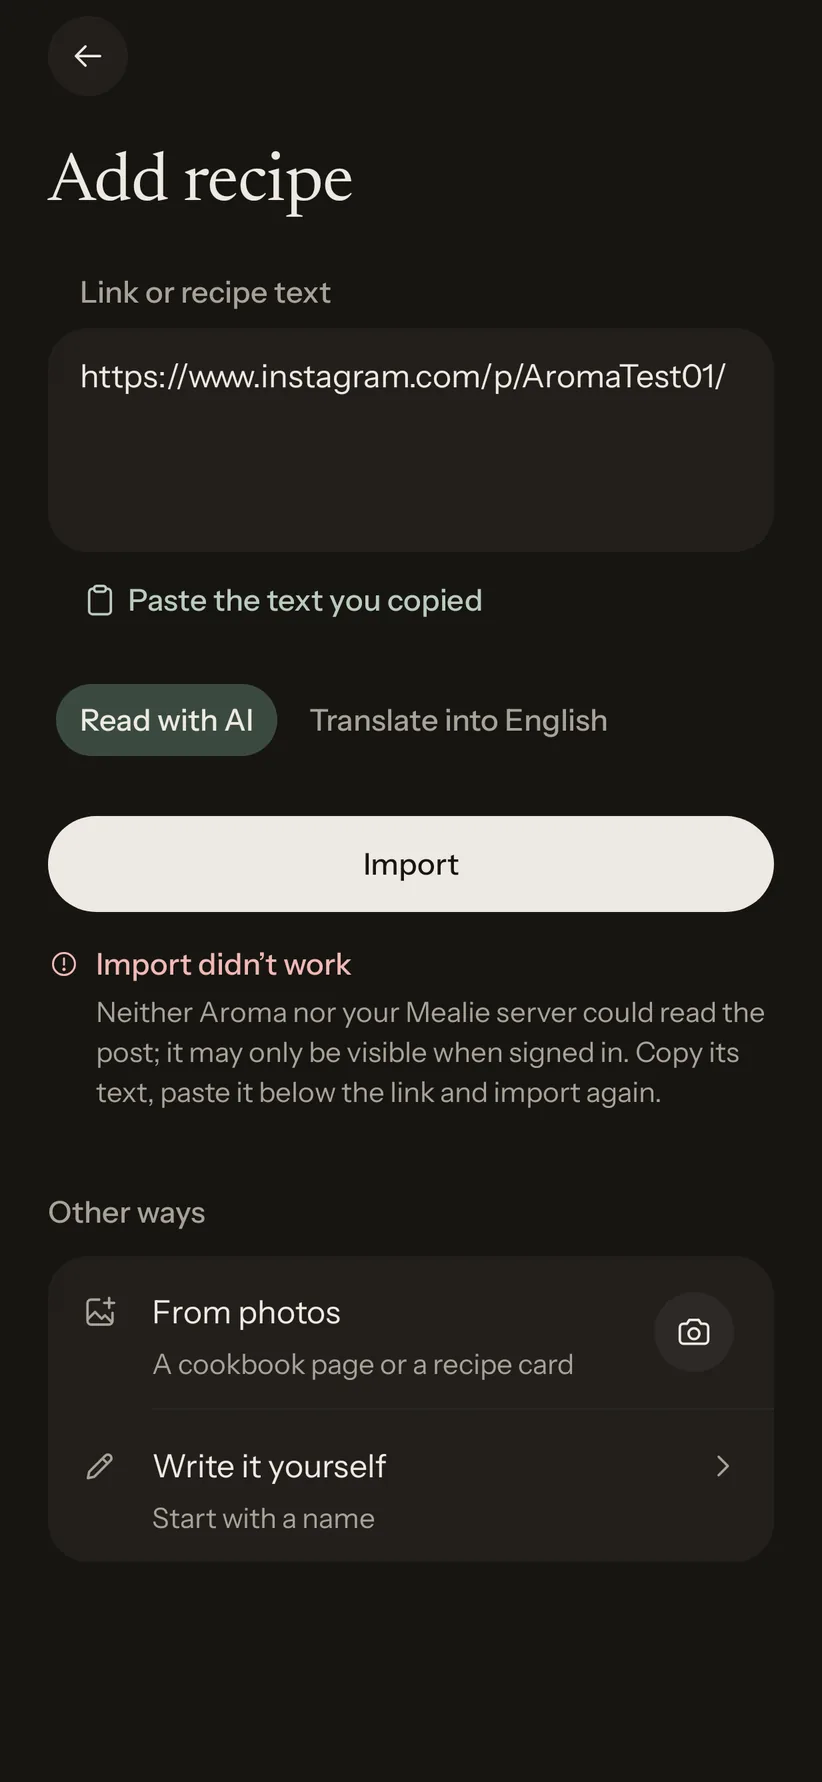 Add recipe
Link or recipe text
https://www.instagram.com/p/AromaTest01/
Paste the text you copied
Read with AI
Translate into English
Import
Import didn’t work
Neither Aroma nor your Mealie server could read the
post; it may only be visible when signed in. Copy its
text, paste it below the link and import again.
Other ways
From photos
A cookbook page or a recipe card
Write it yourself
Start with a name